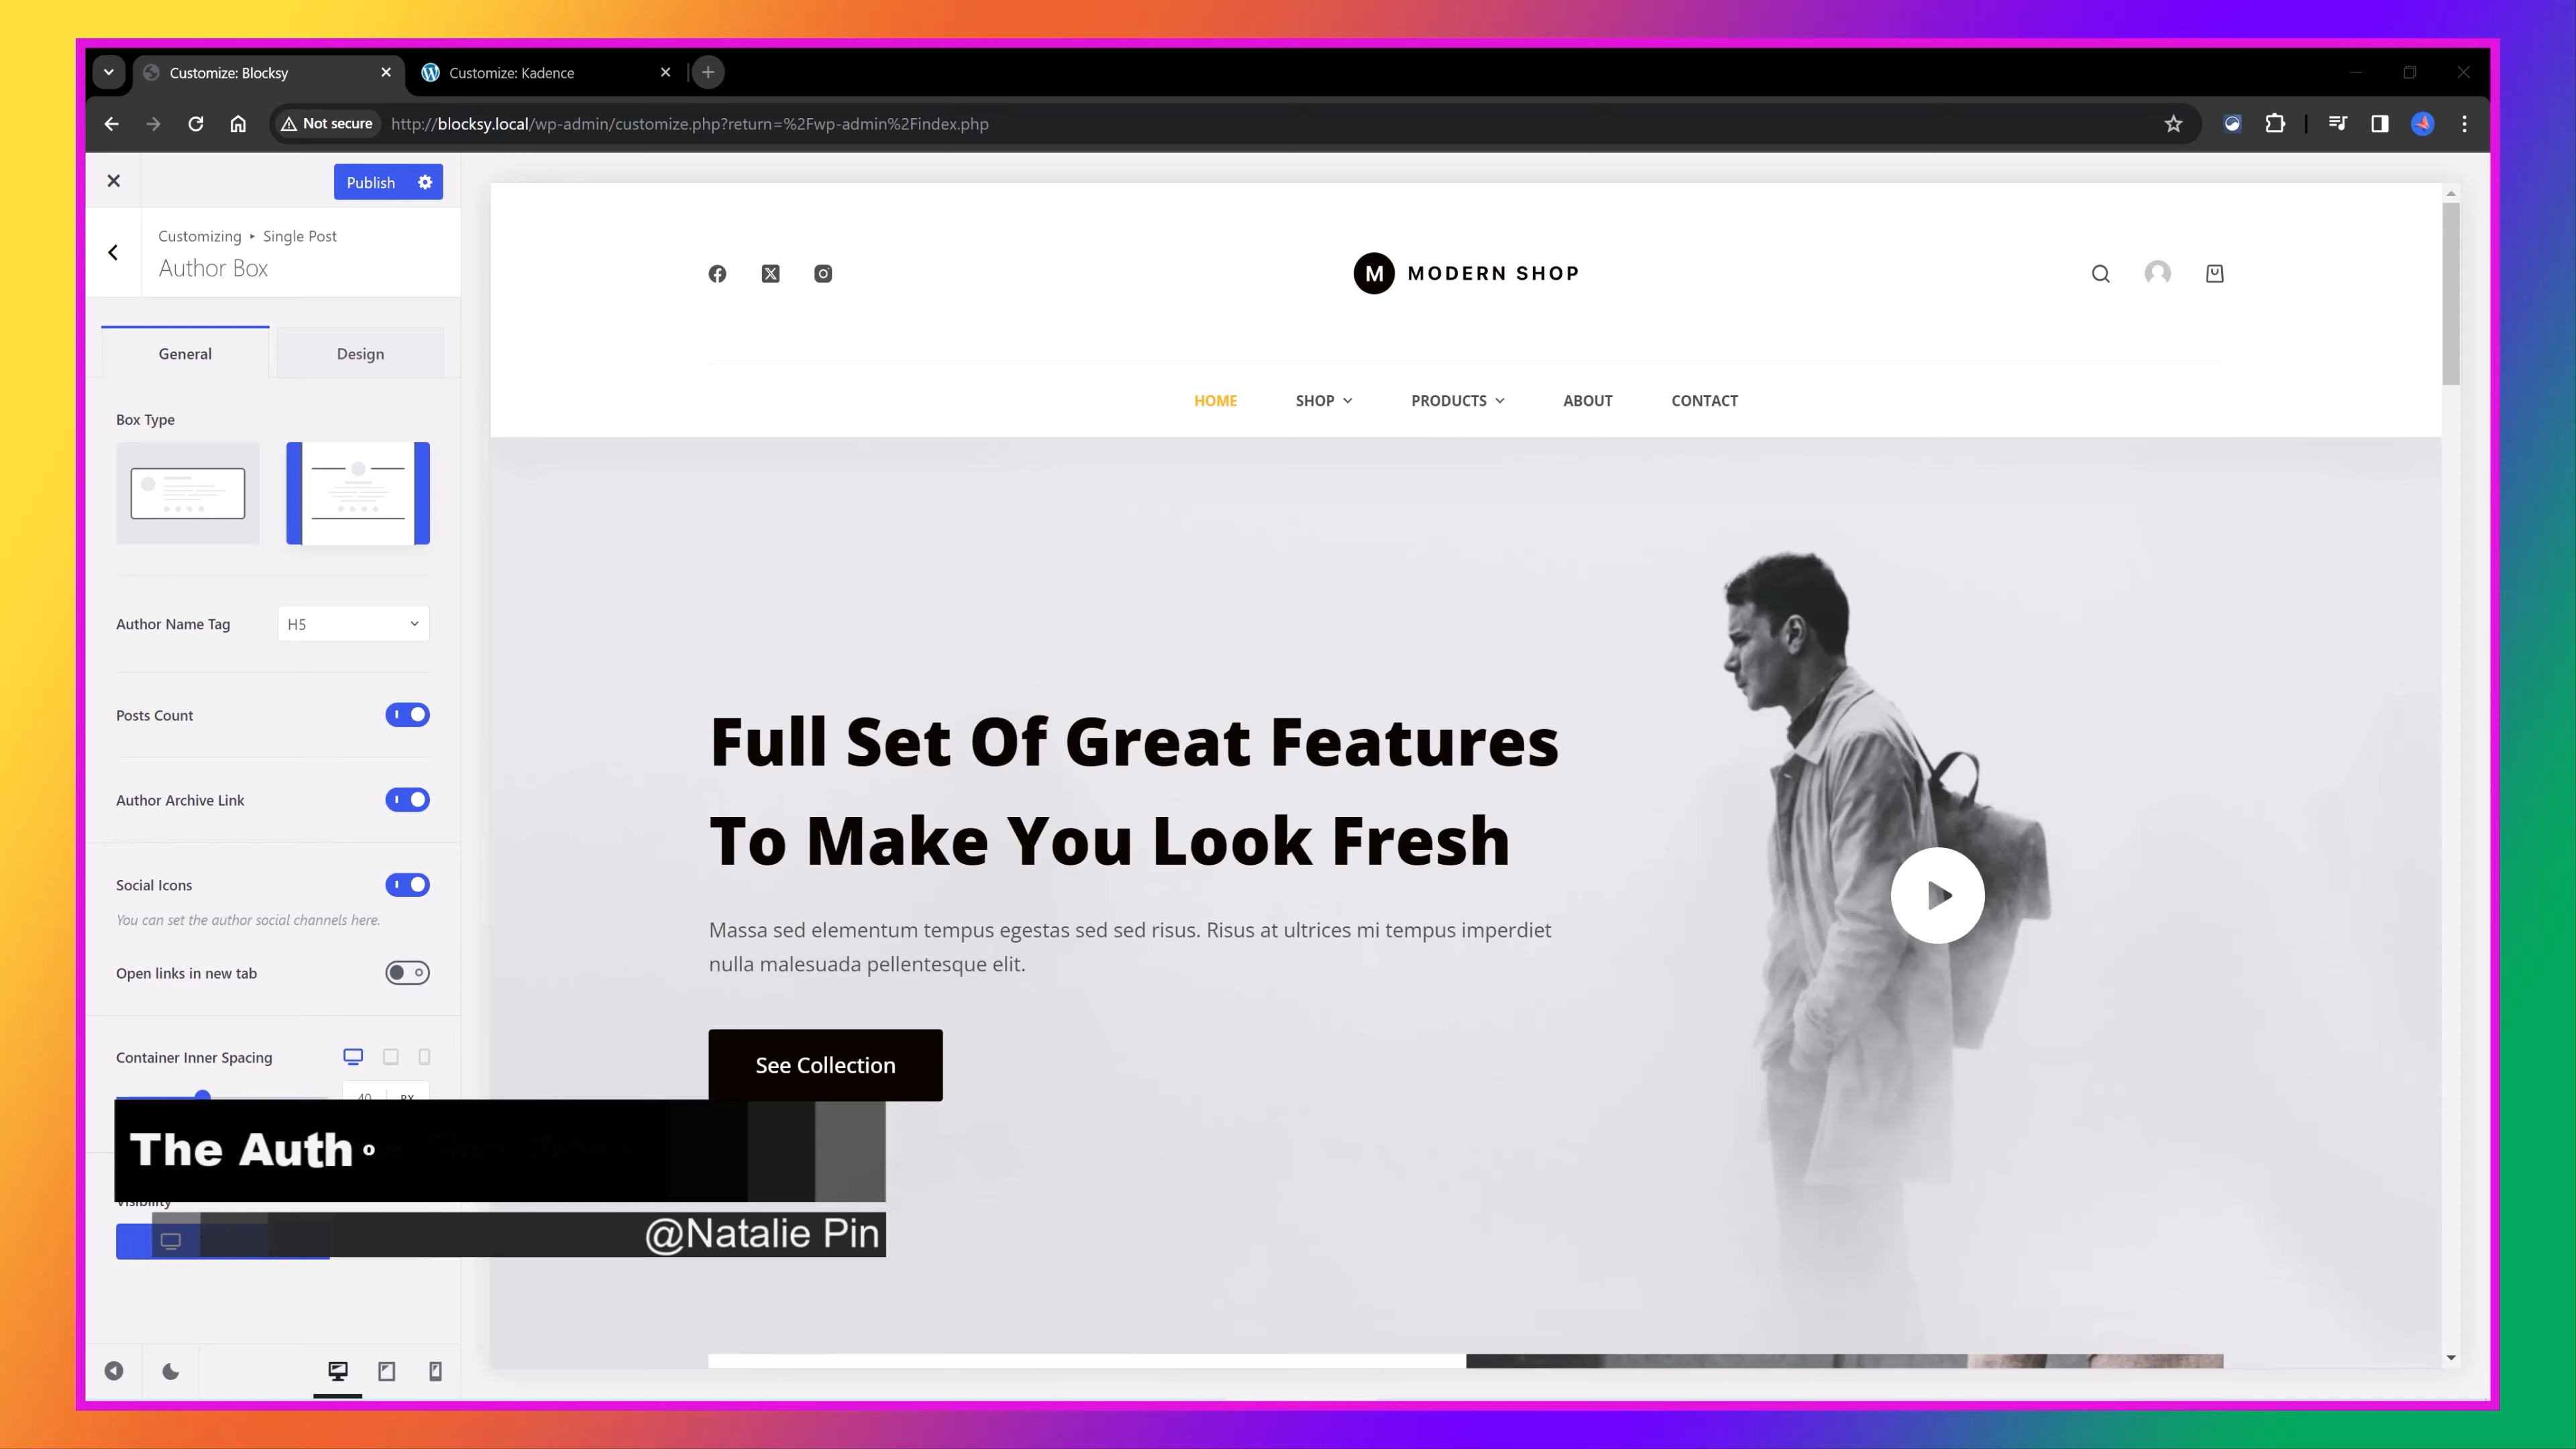 Customize: Blocksy
Customize: Kadence
Not secure
http://blocksy.local/wp-admin/customize.php?return=%2Fwp-admin%2Findex.php
Publish
Customizing ▸ Single Post
Author Box
General
Design
Box Type
Author Name Tag
H5
Posts Count
Author Archive Link
Social Icons
You can set the author social channels here.
Open links in new tab
Container Inner Spacing
40
PX
The Auth
Visibility
@Natalie Pin
M
MODERN SHOP
HOME
SHOP
PRODUCTS
ABOUT
CONTACT
Full Set Of Great Features
To Make You Look Fresh
Massa sed elementum tempus egestas sed sed risus. Risus at ultrices mi tempus imperdiet
nulla malesuada pellentesque elit.
See Collection